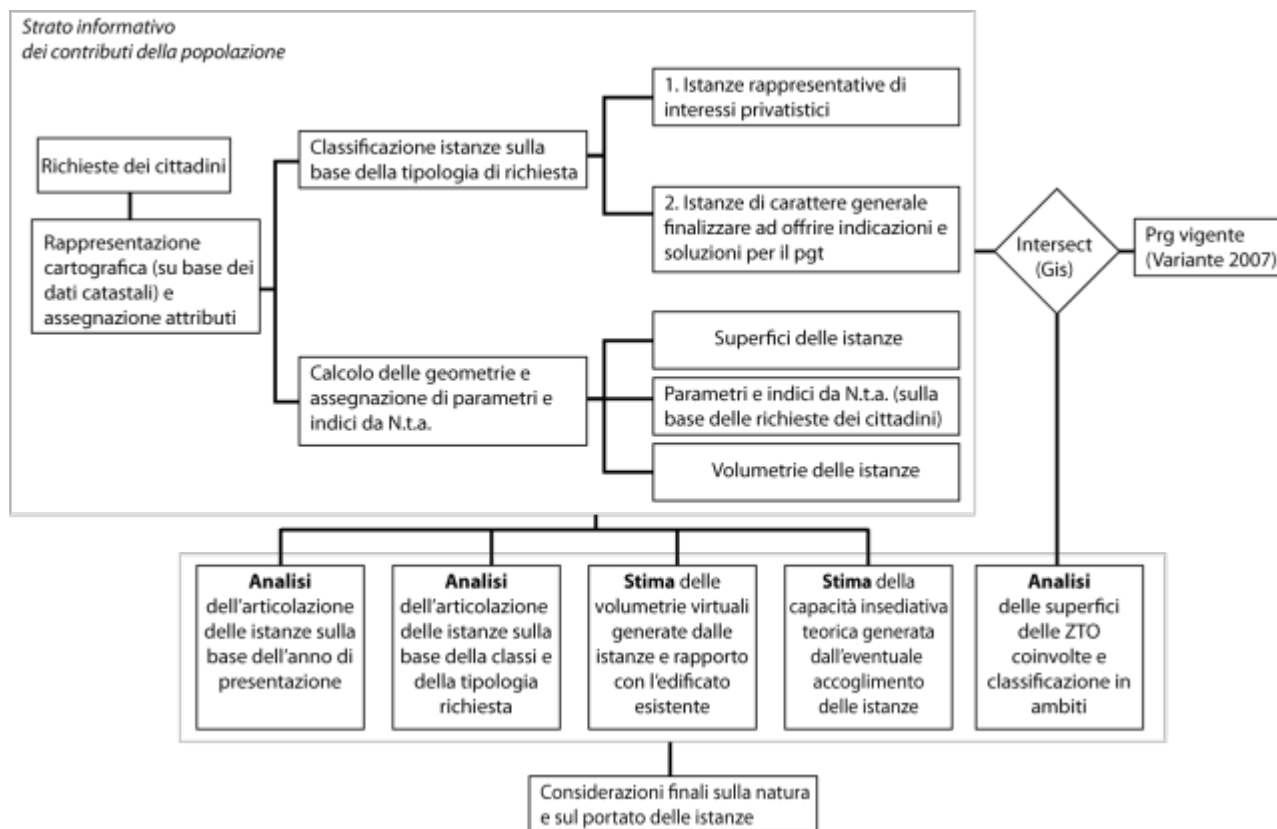 Strato informativo
dei contributi della popolazione
Richieste dei cittadini
Rappresentazione
cartografica (su base dei
dati catastali) e
assegnazione attributi
Classificazione istanze sulla
base della tipologia di richiesta
1. Istanze rappresentative di
interessi privatistici
2. Istanze di carattere generale
finalizzare ad offrire indicazioni e
soluzioni per il pgt
Calcolo delle geometrie e
assegnazione di parametri e
indici da N.t.a.
Superfici delle istanze
Parametri e indici da N.t.a. (sulla
base delle richieste dei cittadini)
Volumetrie delle istanze
Intersect
(Gis)
Prg vigente
(Variante 2007)
Analisi
dell'articolazione
delle istanze sulla
base dell'anno di
presentazione
Analisi
dell'articolazione
delle istanze sulla
base della classi e
della tipologia
richiesta
Stima delle
volumetrie virtuali
generate dalle
istanze e rapporto
con l'edificato
esistente
Stima della
capacità insediativa
teorica generata
dall'eventuale
accoglimento
delle istanze
Analisi
delle superfici
delle ZTO
coinvolte e
classificazione in
ambiti
Considerazioni finali sulla natura
e sul portato delle istanze